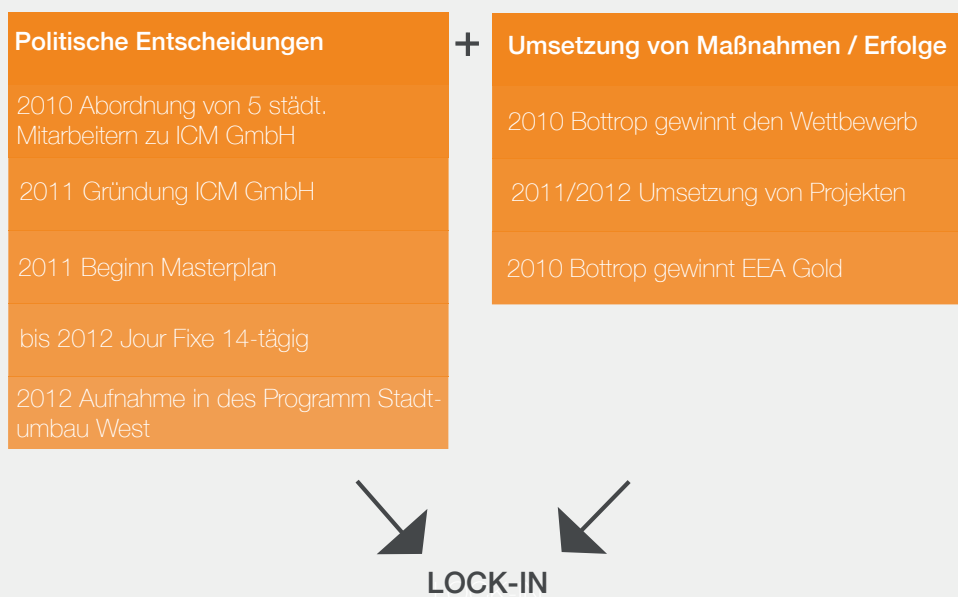 Politische Entscheidungen
2010 Abordnung von 5 städt.
Mitarbeitern zu ICM GmbH
2011 Gründung ICM GmbH
2011 Beginn Masterplan
bis 2012 Jour Fixe 14-tägig
2012 Aufnahme in des Programm Stadt-
umbau West
+
Umsetzung von Maßnahmen / Erfolge
2010 Bottrop gewinnt den Wettbewerb
2011/2012 Umsetzung von Projekten
2010 Bottrop gewinnt EEA Gold
LOCK-IN